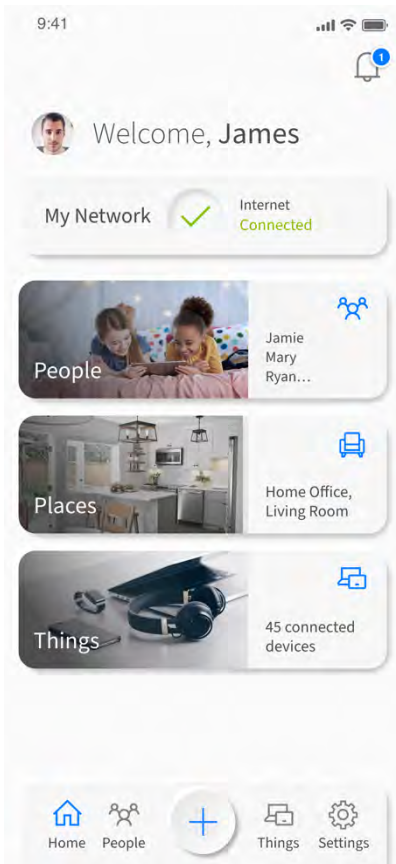 9:41
1
Welcome, James
My Network
Internet
Connected
People
Jamie
Mary
Ryan...
Places
Home Office,
Living Room
Things
45 connected
devices
Home
People
Things
Settings